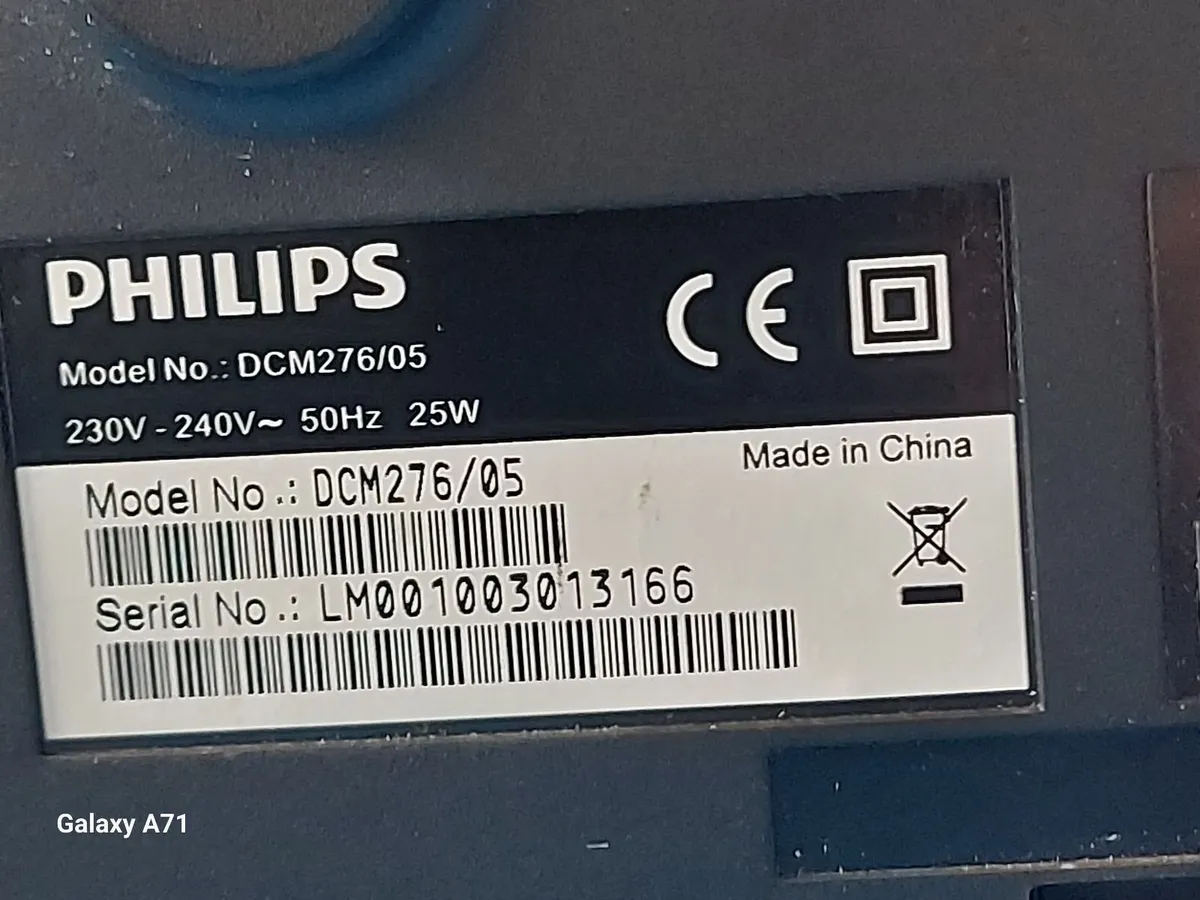 PHILIPS
Model No.: DCM276/05
230V - 240V~ 50Hz 25W
CE
Made in China
Model No.: DCM276/05
Serial No.: LM001003013166
Galaxy A71